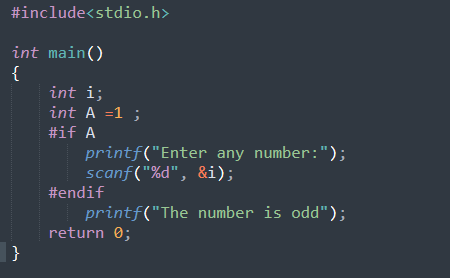 #include<stdio.h>
int main()
{
int i;
int A =1 ;
#if A
printf("Enter any number:");
scanf("%d", &i);
#endif
printf("The number is odd");
return 0;
}